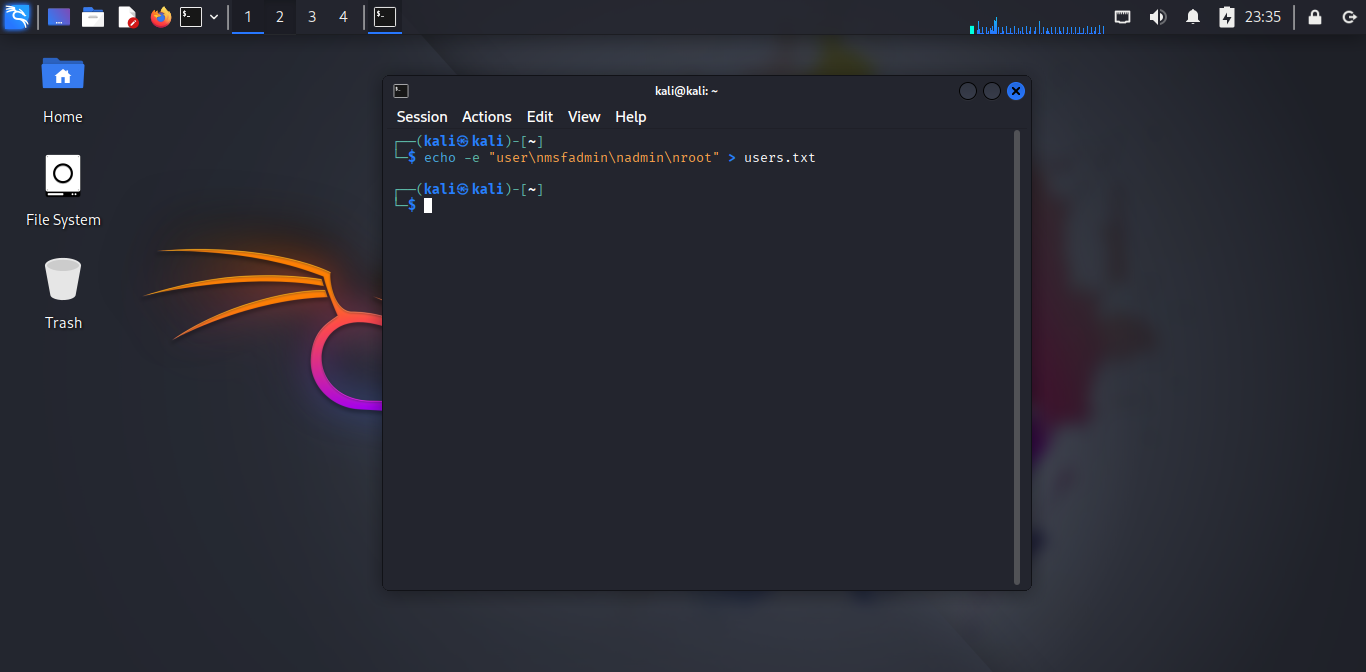 1 2 3 4 23:35
Home
File System
Trash
kali@kali: ~
Session Actions Edit View Help
┌──(kali㉿kali)-[~]
└─$ echo -e "user\nmsfadmin\nadmin\nroot" > users.txt
┌──(kali㉿kali)-[~]
└─$